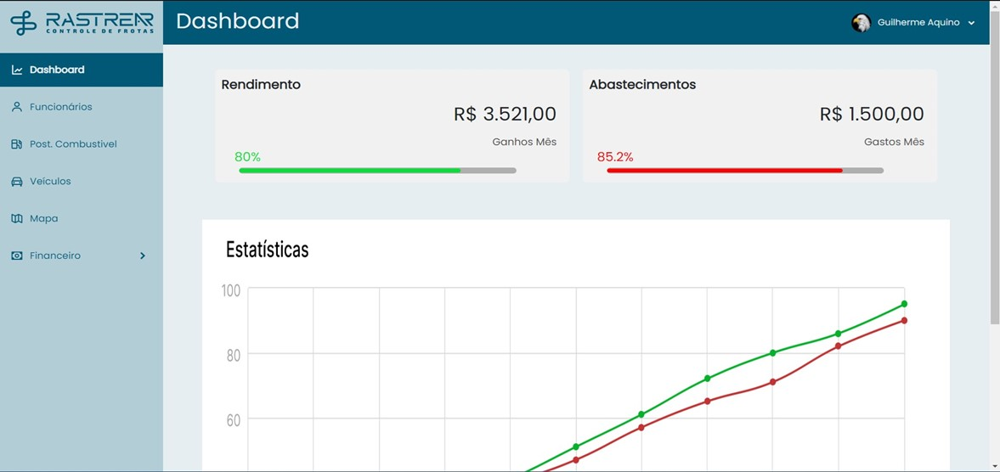 RASTREAR
CONTROLE DE FROTAS
Dashboard
Guilherme Aquino
Dashboard
Funcionários
Post. Combustivel
Veículos
Mapa
Financeiro
Rendimento
R$ 3.521,00
Ganhos Mês
80%
Abastecimentos
R$ 1.500,00
Gastos Mês
85.2%
Estatísticas
100
80
60